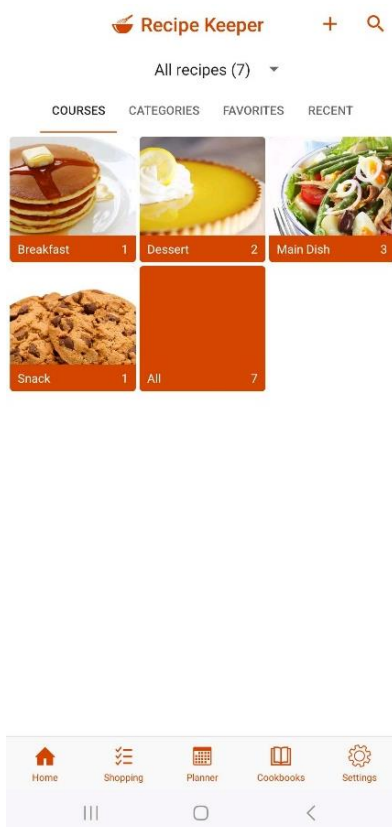 Recipe Keeper
All recipes (7)
COURSES CATEGORIES FAVORITES RECENT
Breakfast 1 Dessert 2 Main Dish 3
Snack 1 All 7
Home Shopping Planner Cookbooks Settings